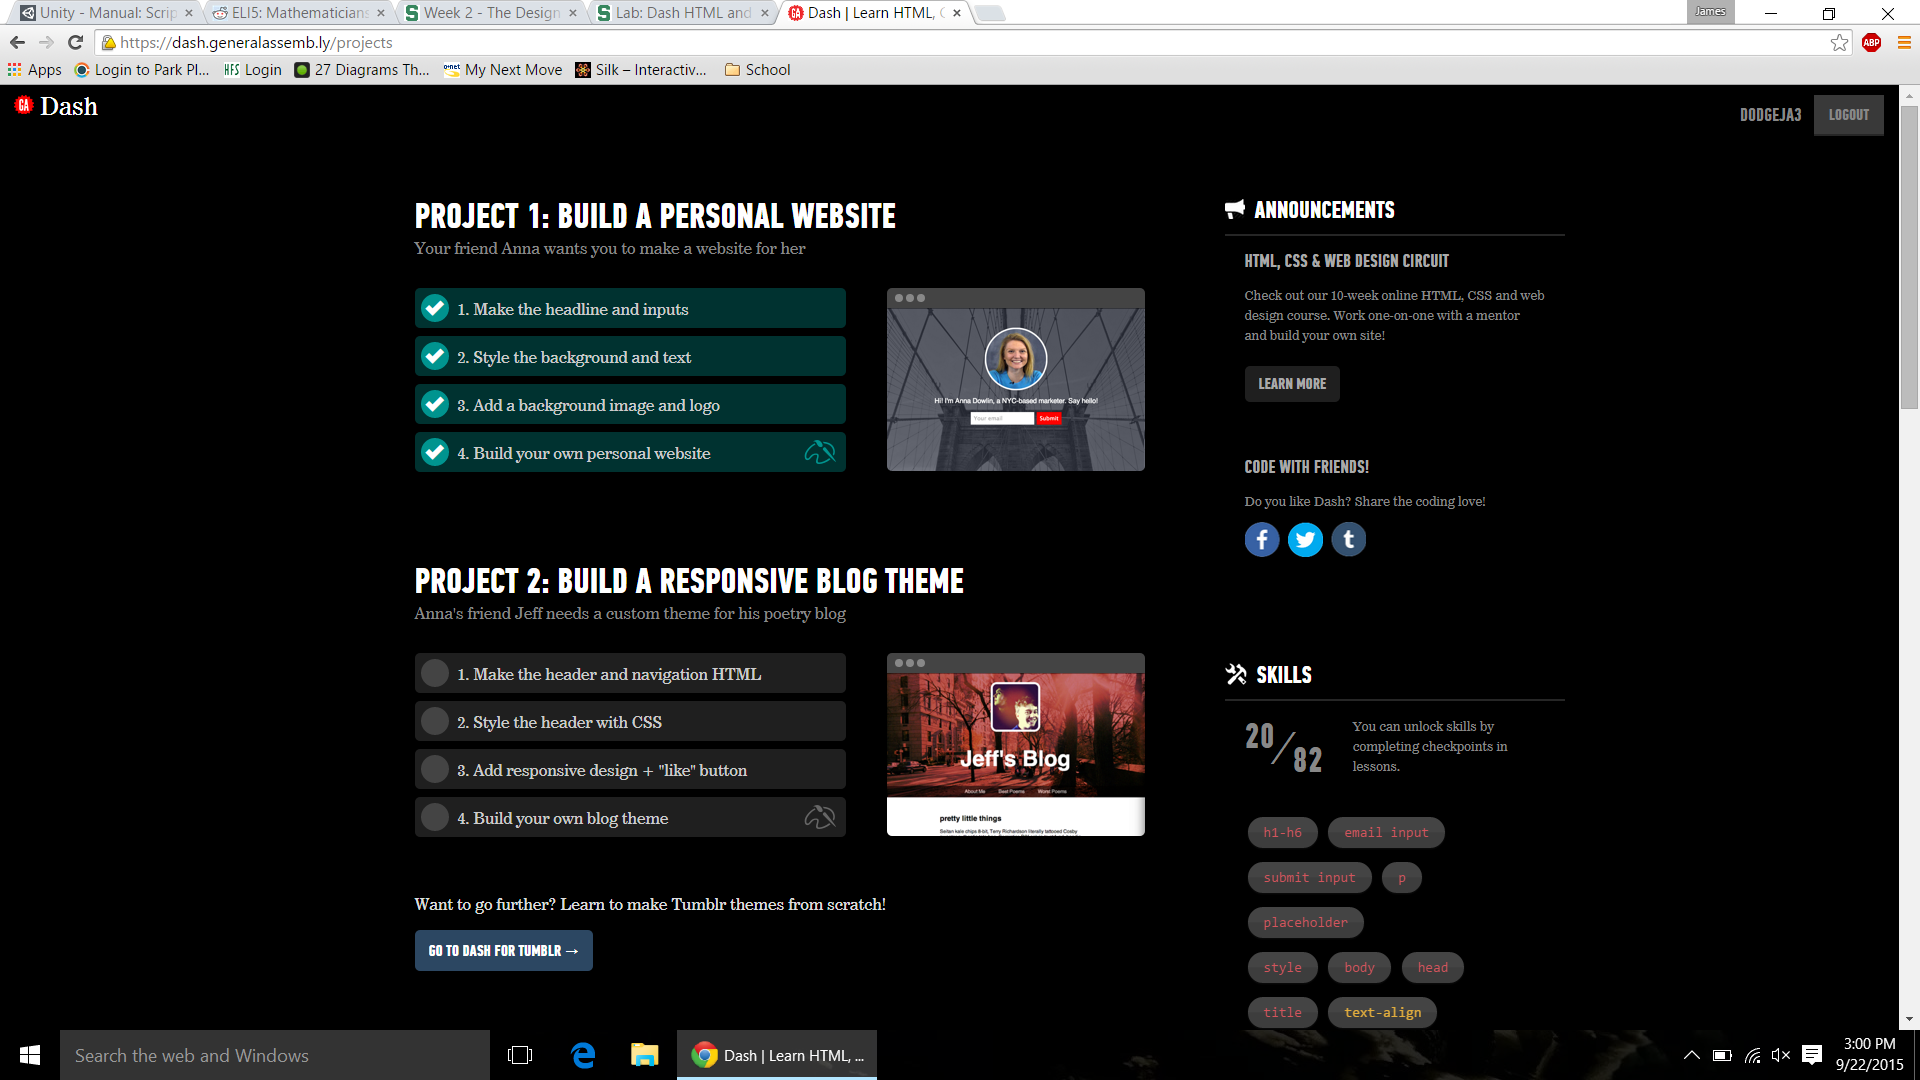 Unity - Manual: Scrip
ELI5: Mathematicians
Week 2 - The Design
Lab: Dash HTML and
Dash | Learn HTML, C
James
https://dash.generalassemb.ly/projects
ABP
Apps
Login to Park Pl...
HFS Login
27 Diagrams Th...
My Next Move
Silk – Interactiv...
School
GA Dash
DODGEJA3
LOGOUT
PROJECT 1: BUILD A PERSONAL WEBSITE
Your friend Anna wants you to make a website for her
1. Make the headline and inputs
2. Style the background and text
3. Add a background image and logo
4. Build your own personal website
Hi! I'm Anna Dowlin, a NYC-based marketer. Say hello!
Your email
Submit
PROJECT 2: BUILD A RESPONSIVE BLOG THEME
Anna's friend Jeff needs a custom theme for his poetry blog
1. Make the header and navigation HTML
2. Style the header with CSS
3. Add responsive design + "like" button
4. Build your own blog theme
Jeff's Blog
About Me Best Poems Worst Poems
pretty little things
Seitan kale chips 8-bit, Terry Richardson literally tattooed Cosby
Want to go further? Learn to make Tumblr themes from scratch!
GO TO DASH FOR TUMBLR →
ANNOUNCEMENTS
HTML, CSS & WEB DESIGN CIRCUIT
Check out our 10-week online HTML, CSS and web
design course. Work one-on-one with a mentor
and build your own site!
LEARN MORE
CODE WITH FRIENDS!
Do you like Dash? Share the coding love!
SKILLS
20/82
You can unlock skills by
completing checkpoints in
lessons.
h1-h6
email input
submit input
p
placeholder
style
body
head
title
text-align
Search the web and Windows
Dash | Learn HTML, ...
3:00 PM
9/22/2015